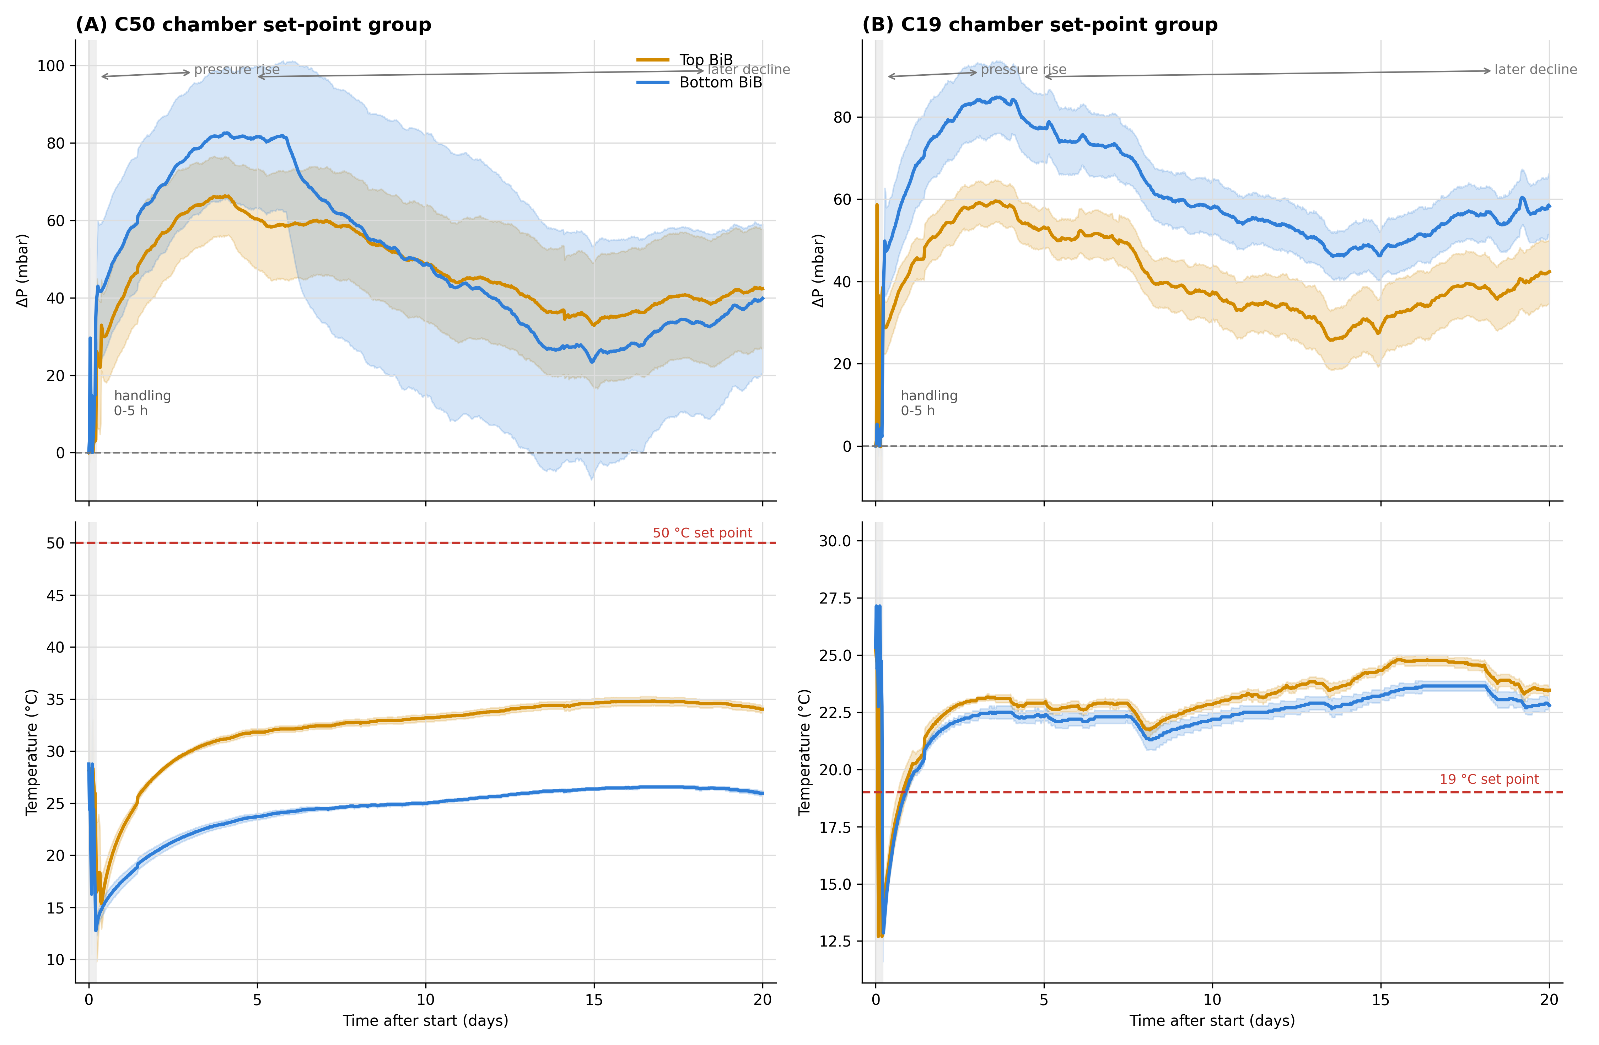 (A) C50 chamber set-point group
pressure rise
later decline
Top BiB
Bottom BiB
100
80
60
40
20
0
ΔP (mbar)
handling
0-5 h
(B) C19 chamber set-point group
pressure rise
later decline
80
60
40
20
0
ΔP (mbar)
handling
0-5 h
50 °C set point
50
45
40
35
30
25
20
15
10
Temperature (°C)
0
5
10
15
20
Time after start (days)
19 °C set point
30.0
27.5
25.0
22.5
20.0
17.5
15.0
12.5
Temperature (°C)
0
5
10
15
20
Time after start (days)